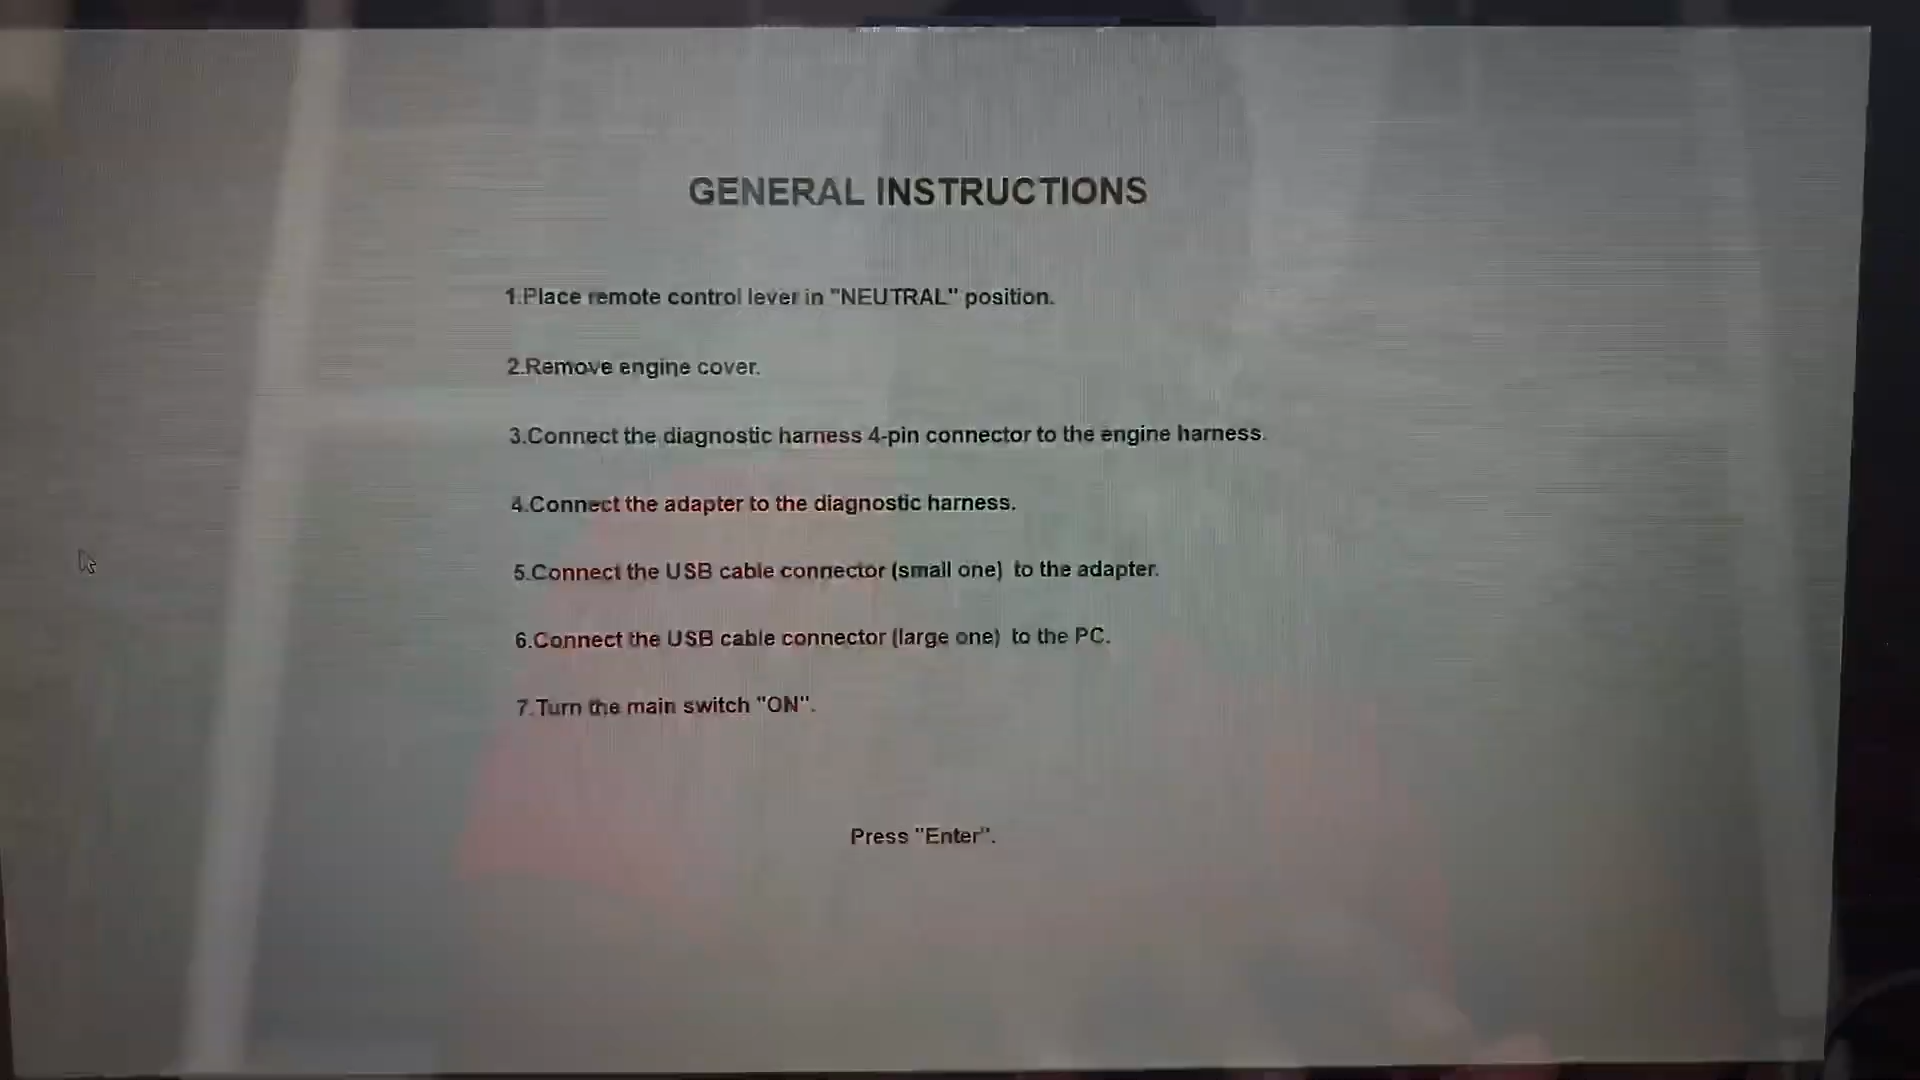 GENERAL INSTRUCTIONS
1.Place remote control lever in "NEUTRAL" position.
2.Remove engine cover.
3.Connect the diagnostic harness 4-pin connector to the engine harness.
4.Connect the adapter to the diagnostic harness.
5.Connect the USB cable connector (small one) to the adapter.
6.Connect the USB cable connector (large one) to the PC.
7.Turn the main switch "ON".
Press "Enter".